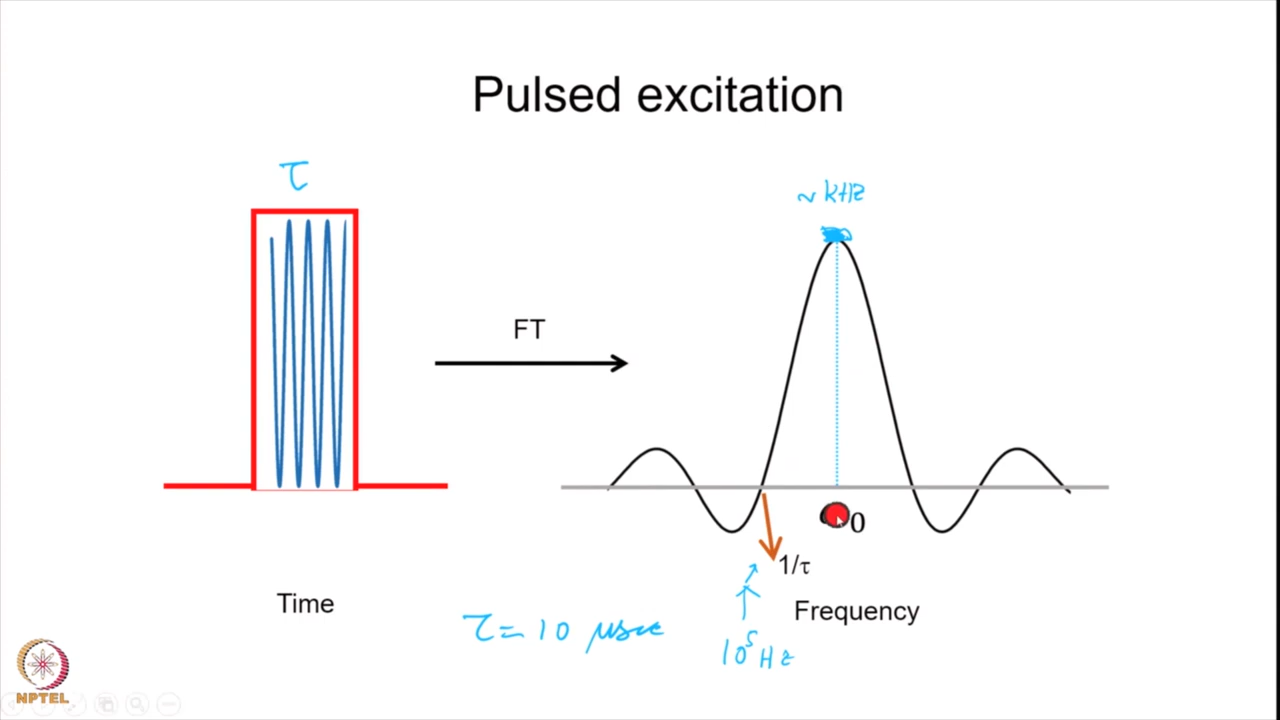 Pulsed excitation
τ
~ kHz
FT
0
1/τ
Time
Frequency
τ = 10 μsec
10⁵ Hz
NPTEL